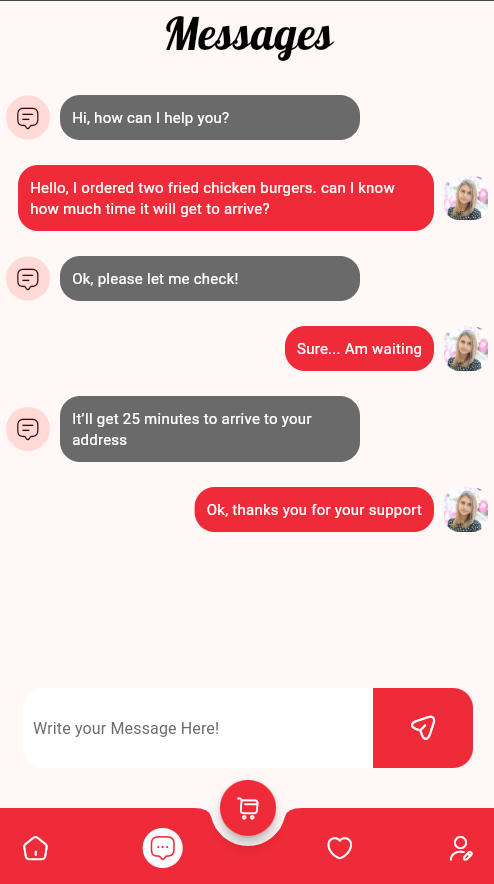 Messages
Hi, how can I help you?
Hello, I ordered two fried chicken burgers. can I know
how much time it will get to arrive?
Ok, please let me check!
Sure... Am waiting
It’ll get 25 minutes to arrive to your
address
Ok, thanks you for your support
Write your Message Here!